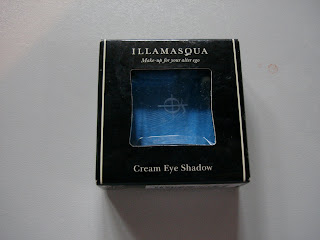 ILLAMASQUA
Make-up for your alter ego
Cream Eye Shadow